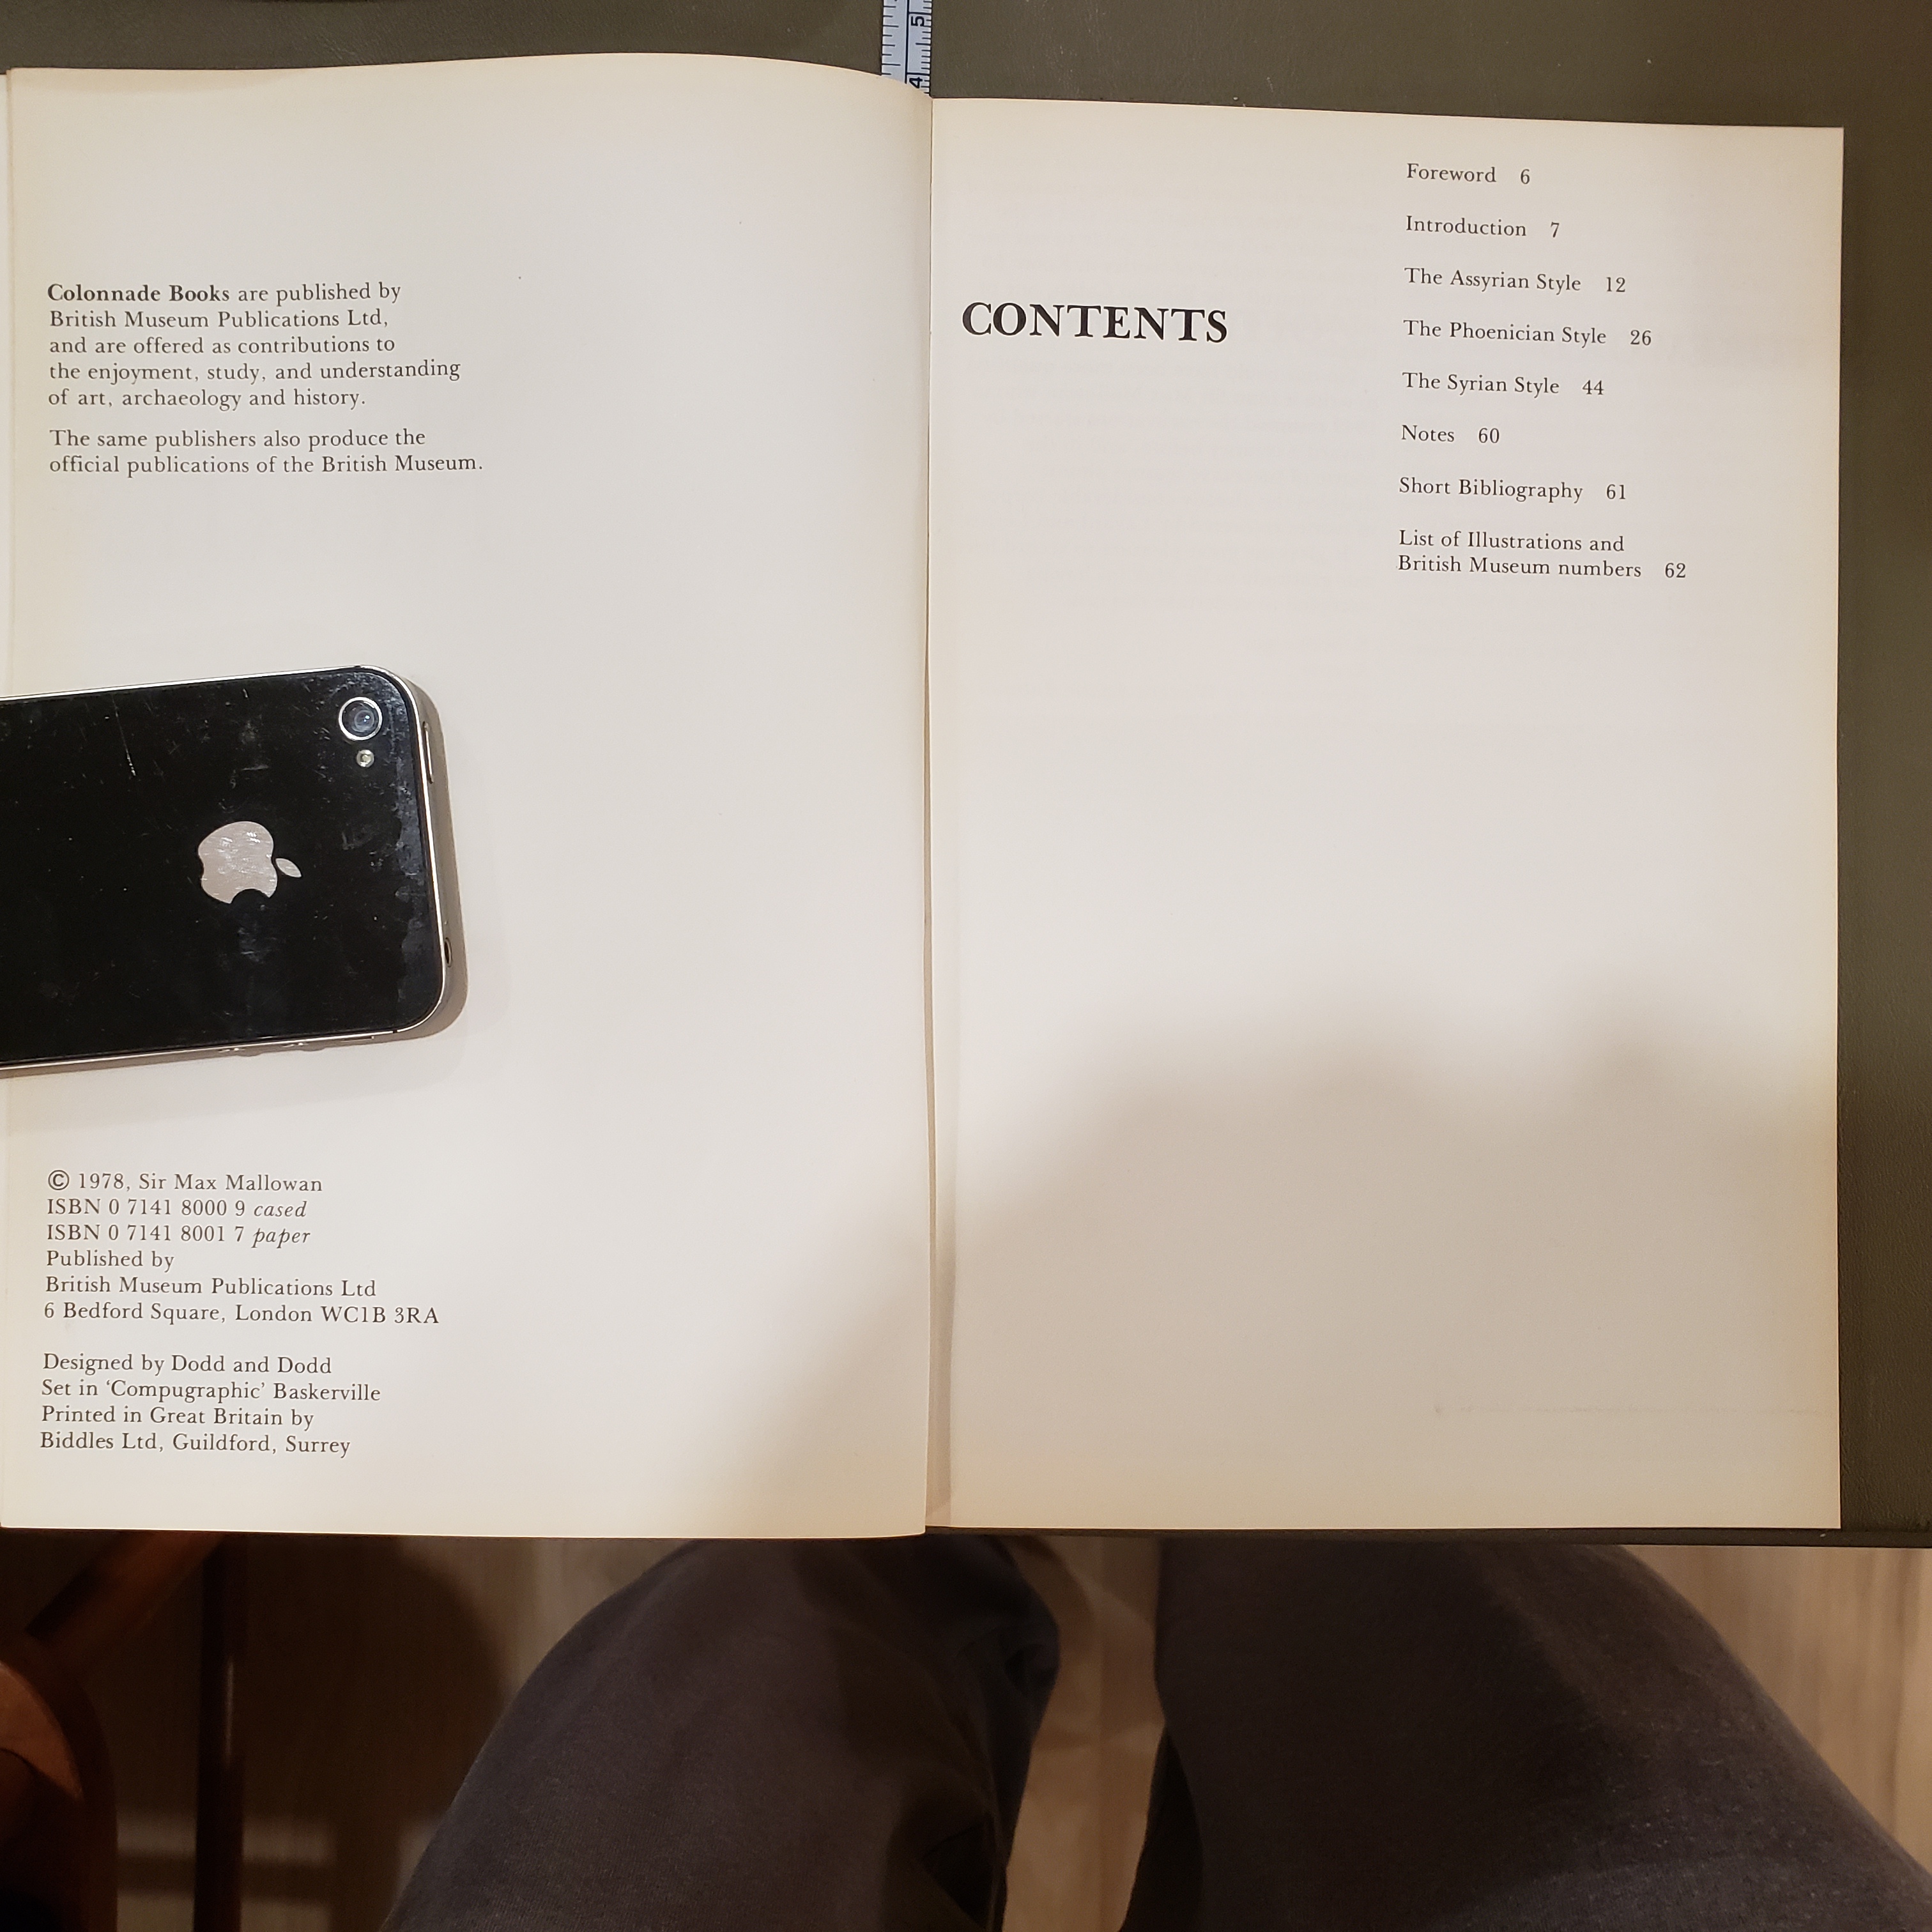 Colonnade Books are published by
British Museum Publications Ltd,
and are offered as contributions to
the enjoyment, study, and understanding
of art, archaeology and history.
The same publishers also produce the
official publications of the British Museum.
© 1978, Sir Max Mallowan
ISBN 0 7141 8000 9 cased
ISBN 0 7141 8001 7 paper
Published by
British Museum Publications Ltd
6 Bedford Square, London WC1B 3RA
Designed by Dodd and Dodd
Set in 'Compugraphic' Baskerville
Printed in Great Britain by
Biddles Ltd, Guildford, Surrey
CONTENTS
Foreword 6
Introduction 7
The Assyrian Style 12
The Phoenician Style 26
The Syrian Style 44
Notes 60
Short Bibliography 61
List of Illustrations and
British Museum numbers 62
4 5